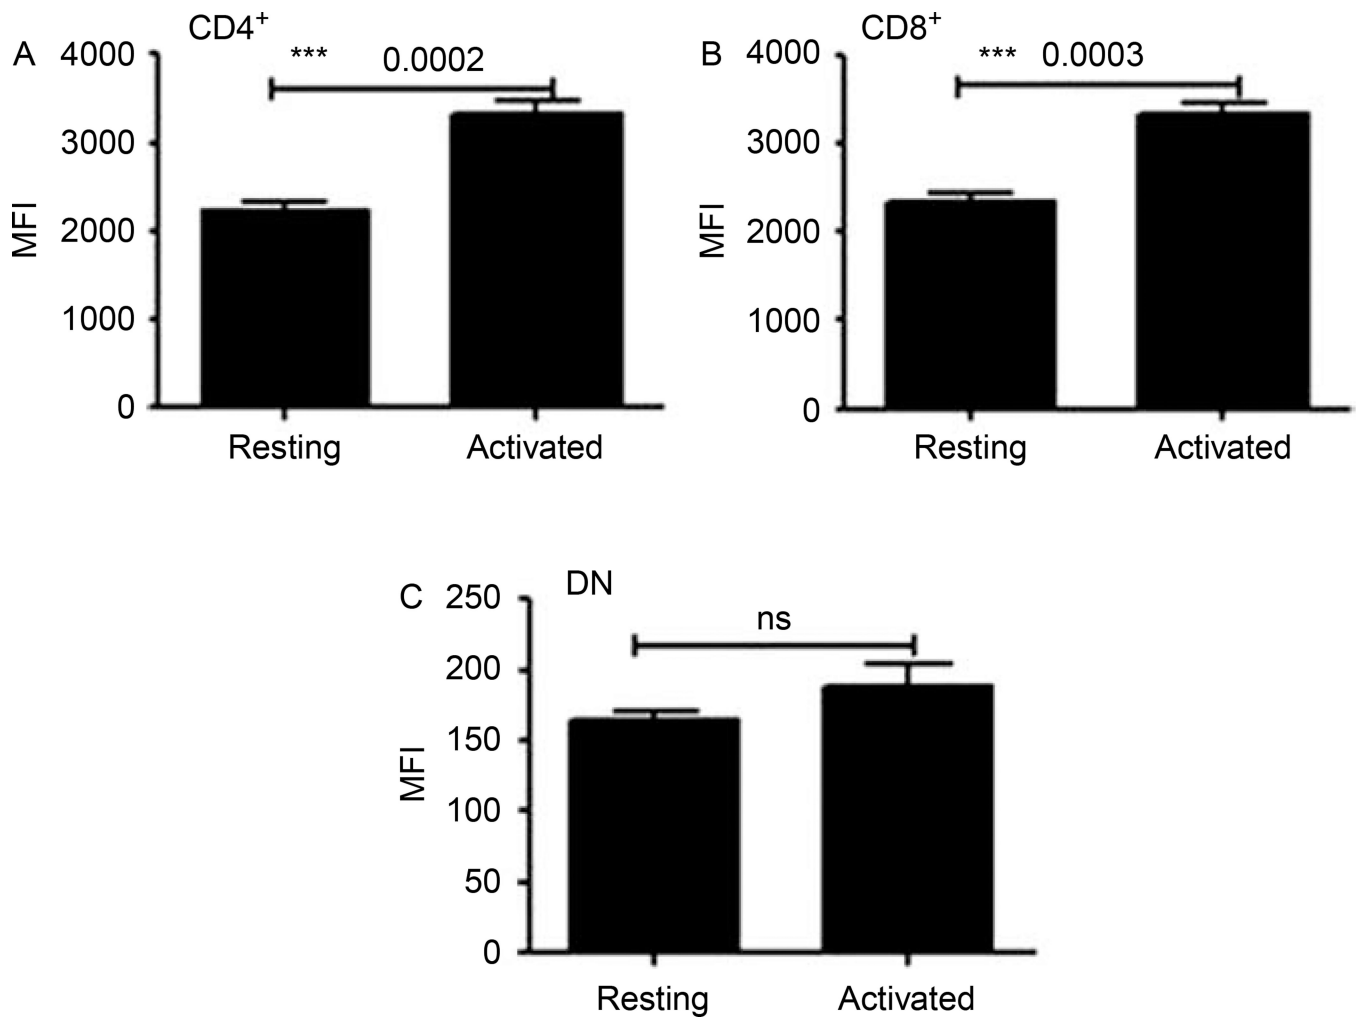 A
CD4+
*** 0.0002
4000
3000
2000
1000
0
MFI
Resting Activated
B
CD8+
*** 0.0003
4000
3000
2000
1000
0
MFI
Resting Activated
C
DN
ns
250
200
150
100
50
0
MFI
Resting Activated